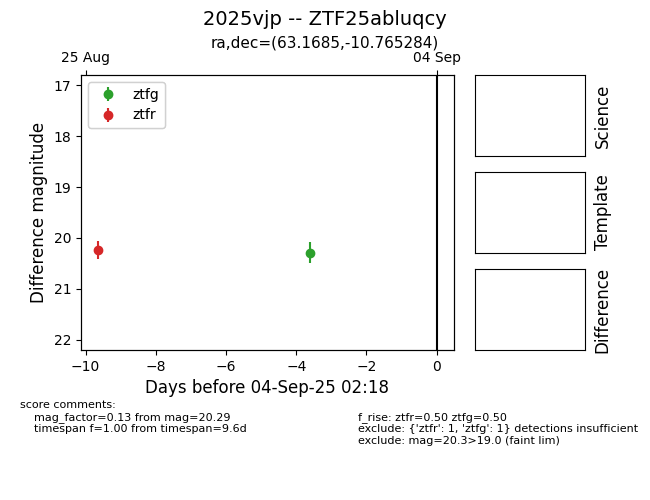 2025vjp -- ZTF25abluqcy
ra,dec=(63.1685,-10.765284)
25 Aug
04 Sep
ztfg
ztfr
17
18
19
20
21
22
Difference magnitude
−10
−8
−6
−4
−2
0
Days before 04-Sep-25 02:18
Science
Template
Difference
score comments:
mag_factor=0.13 from mag=20.29
timespan f=1.00 from timespan=9.6d
f_rise: ztfr=0.50 ztfg=0.50
exclude: {'ztfr': 1, 'ztfg': 1} detections insufficient
exclude: mag=20.3>19.0 (faint lim)